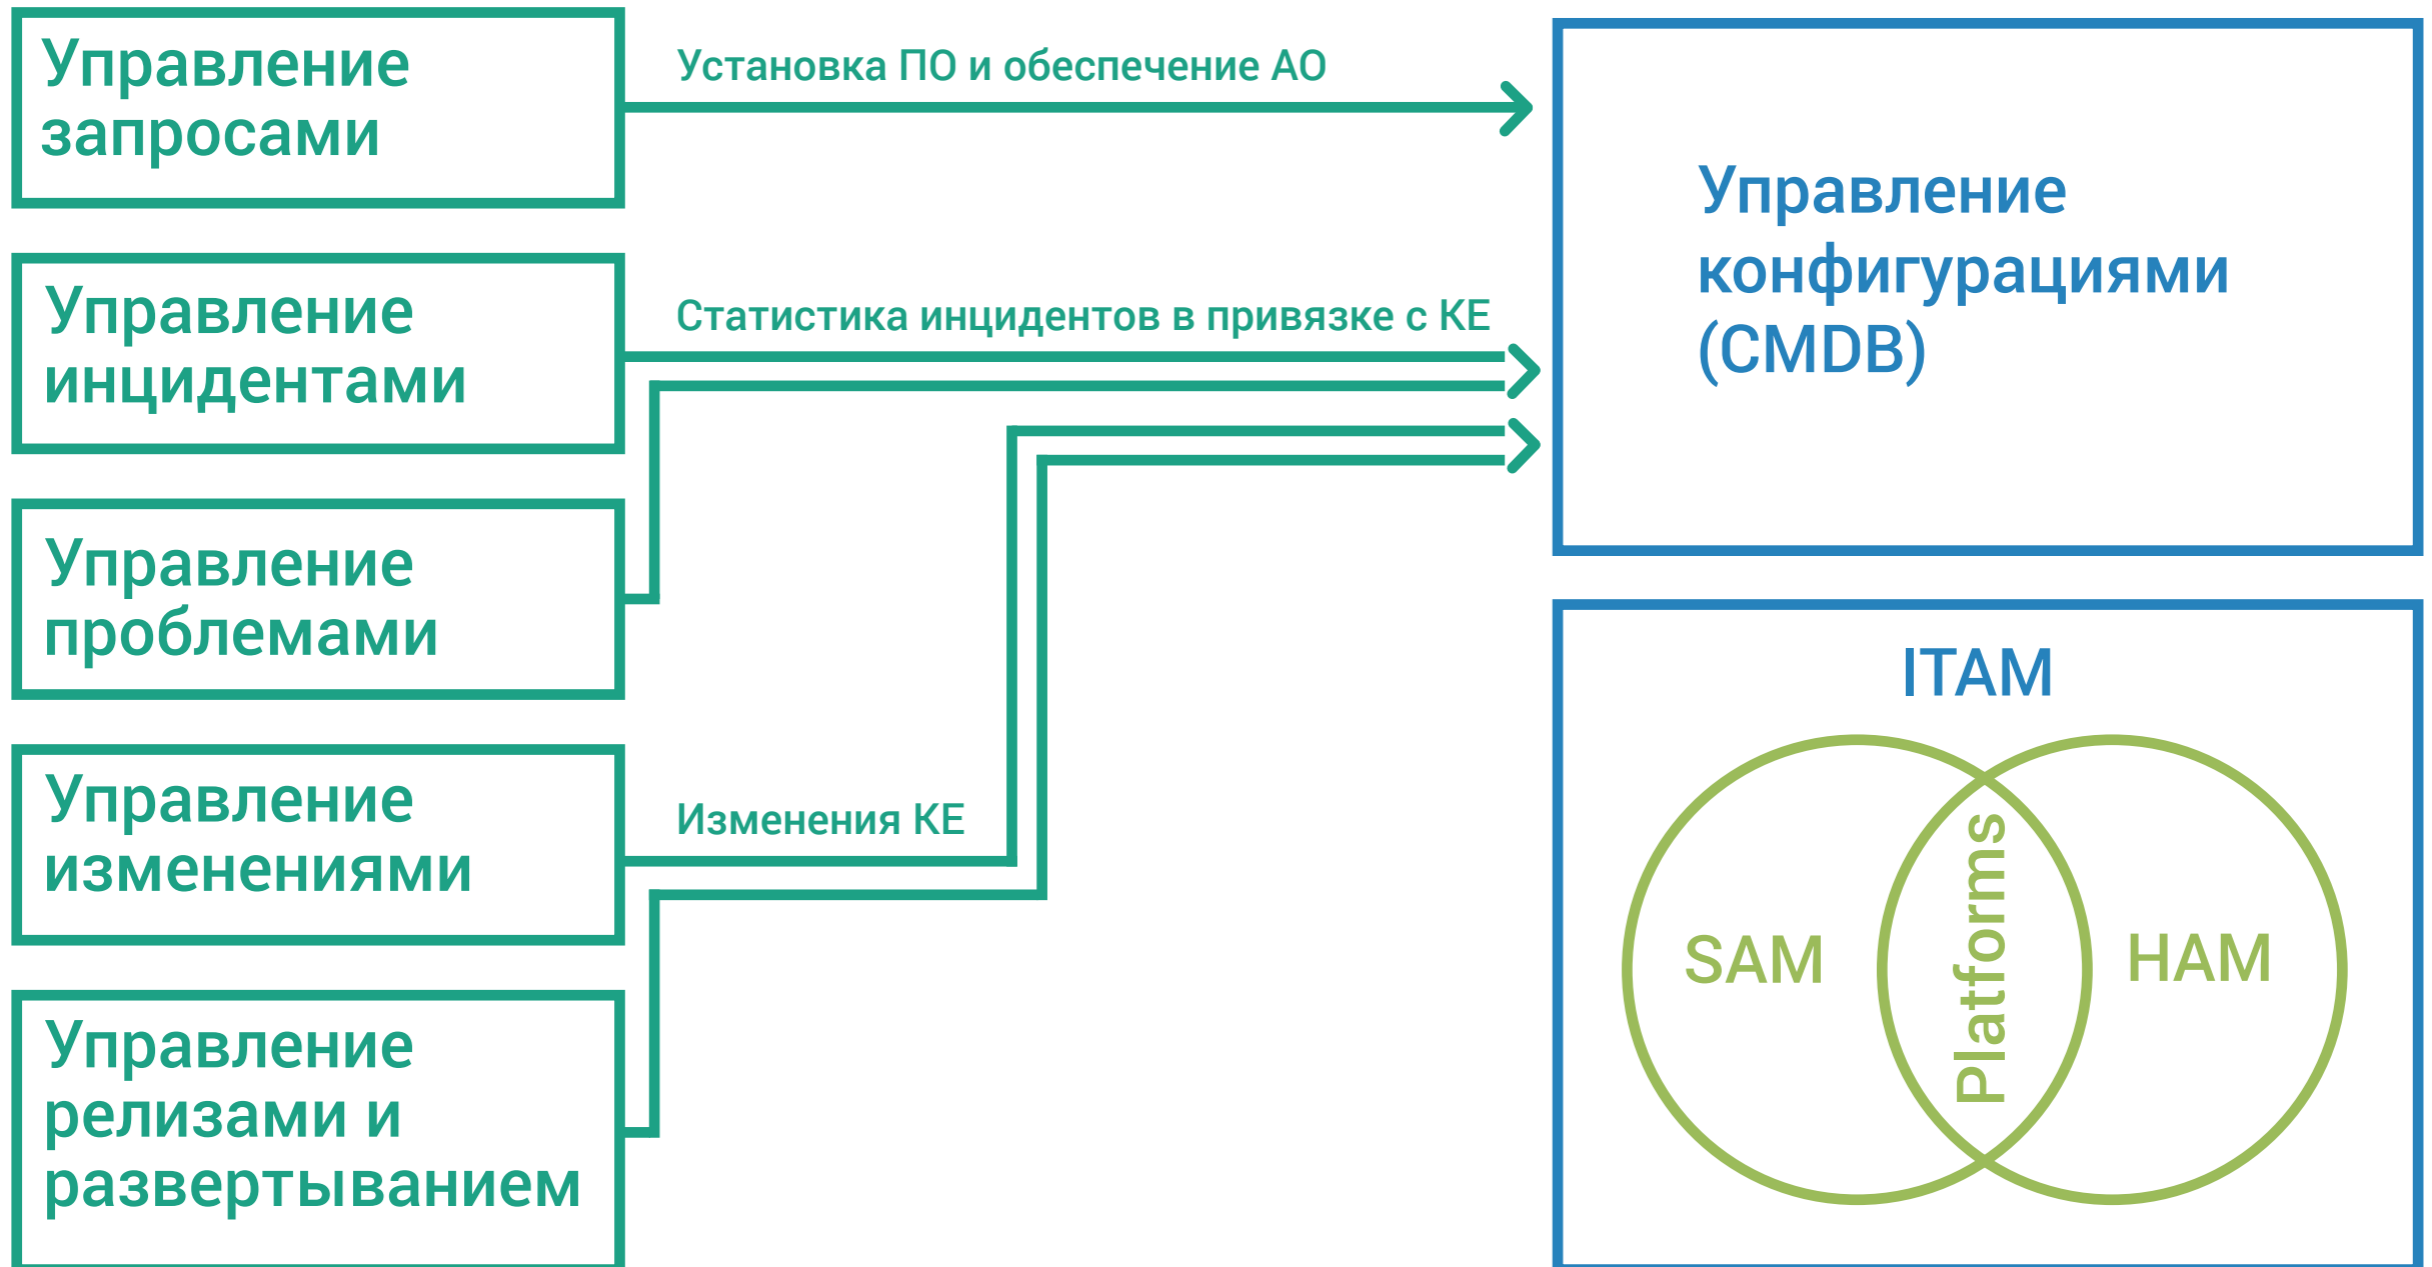 Управление
запросами
Установка ПО и обеспечение АО
Управление
инцидентами
Статистика инцидентов в привязке с КЕ
Управление
проблемами
Управление
изменениями
Изменения КЕ
Управление
релизами и
развертыванием
Управление
конфигурациями
(CMDB)
ITAM
SAM
Platforms
HAM